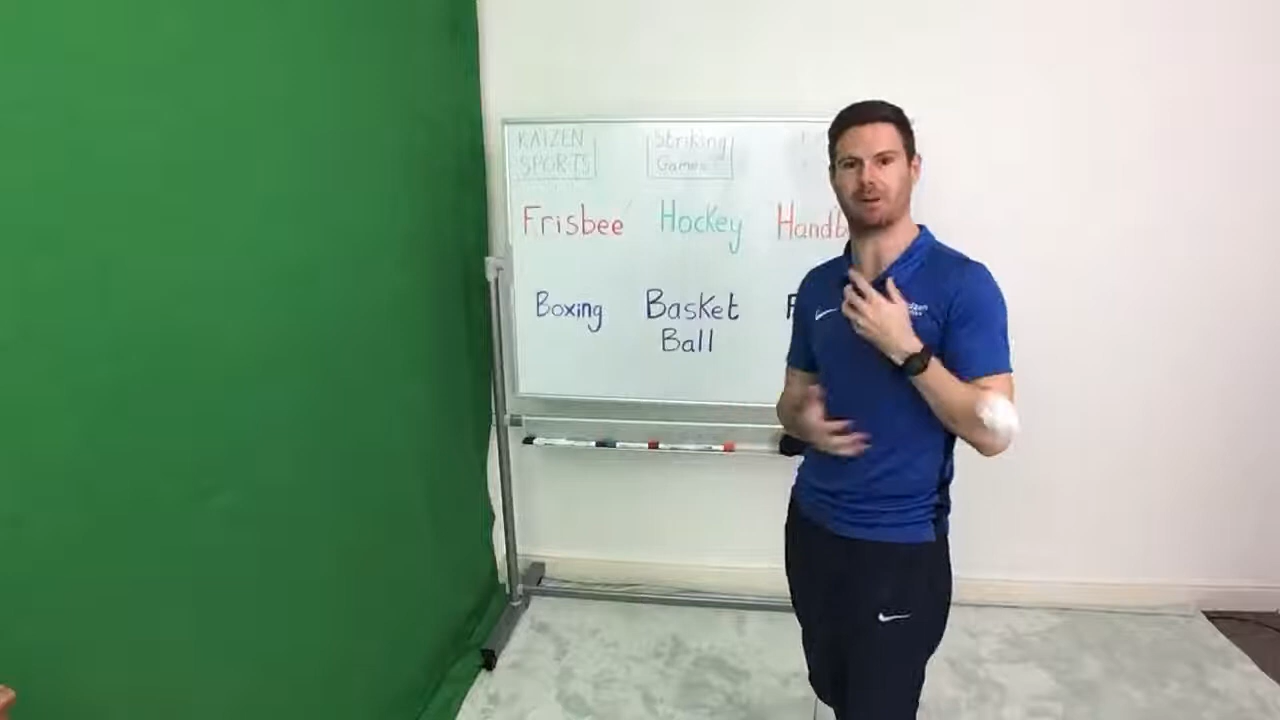 KAIZEN
SPORTS
Striking
Games
Frisbee
Hockey
Boxing
Basket
Ball